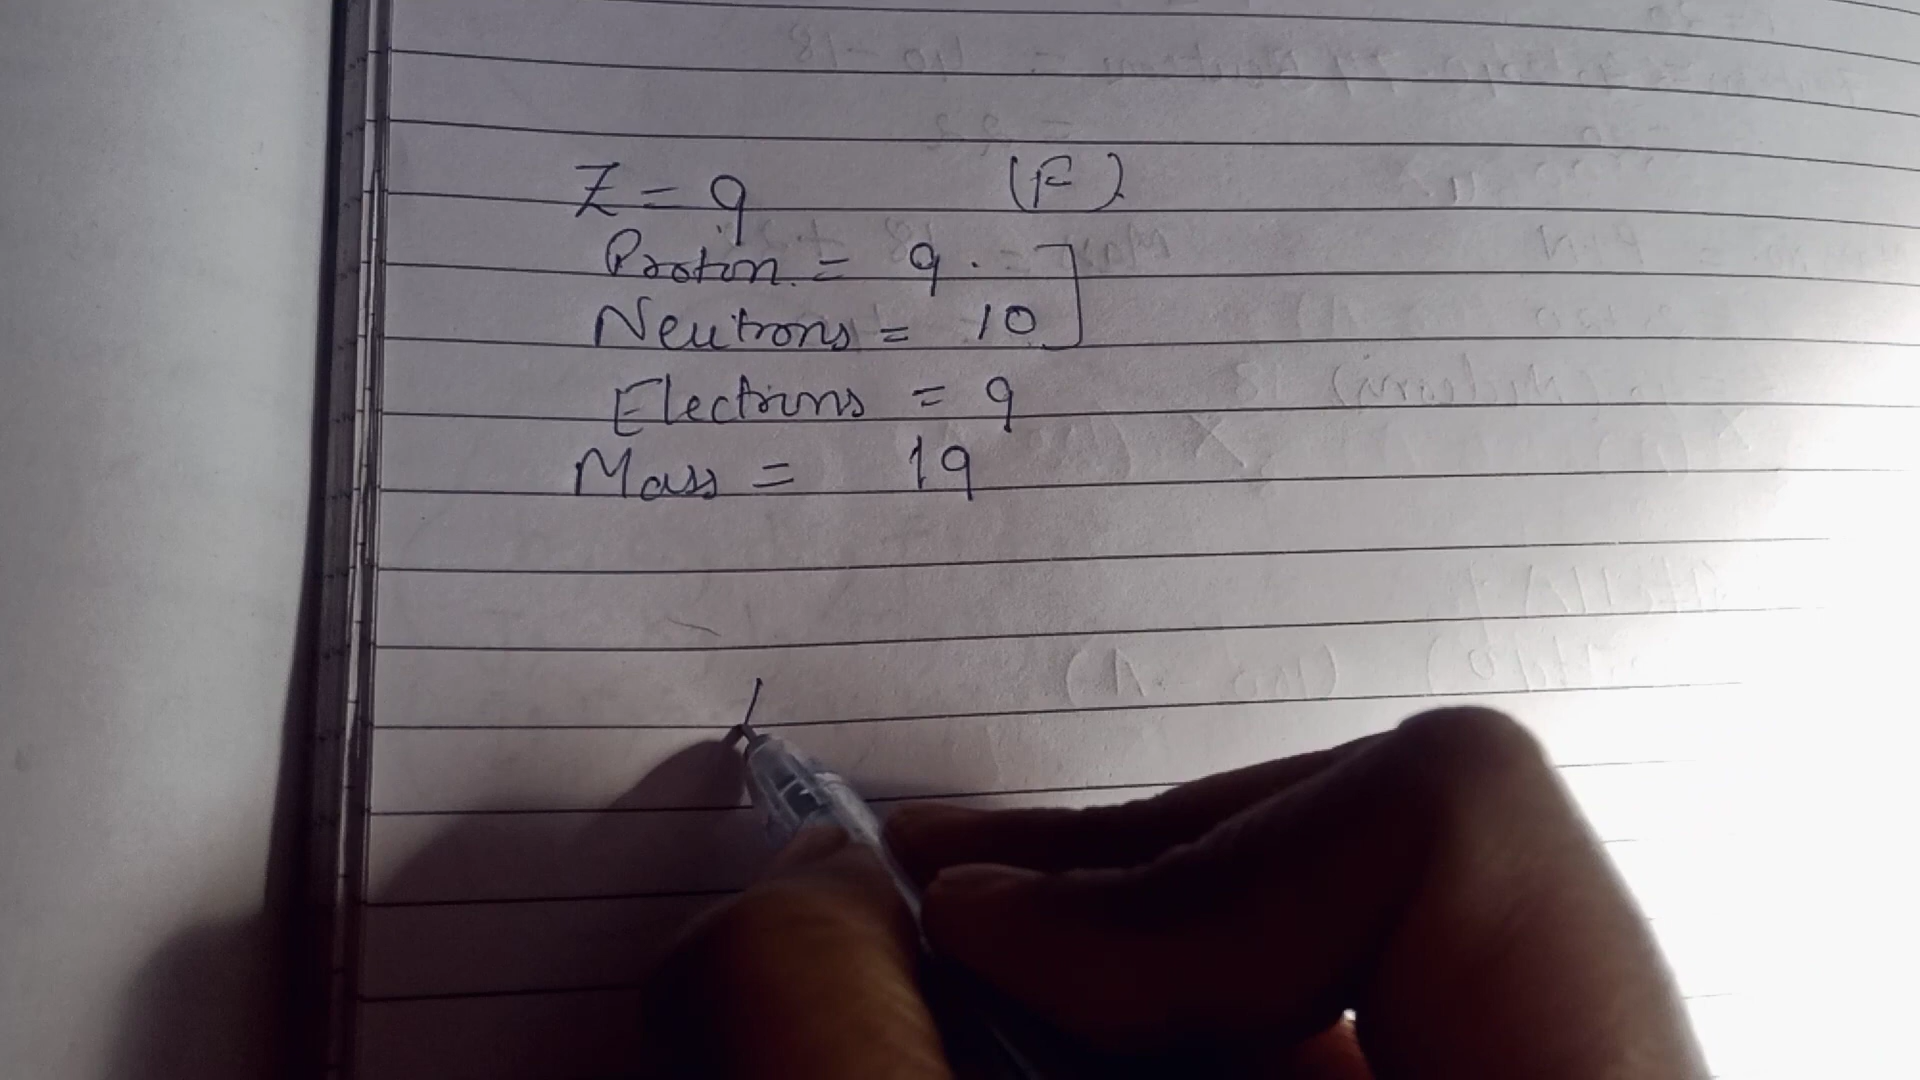 Z = 9 (F)
Proton = 9.
Neutrons = 10
Electrons = 9
Mass = 19